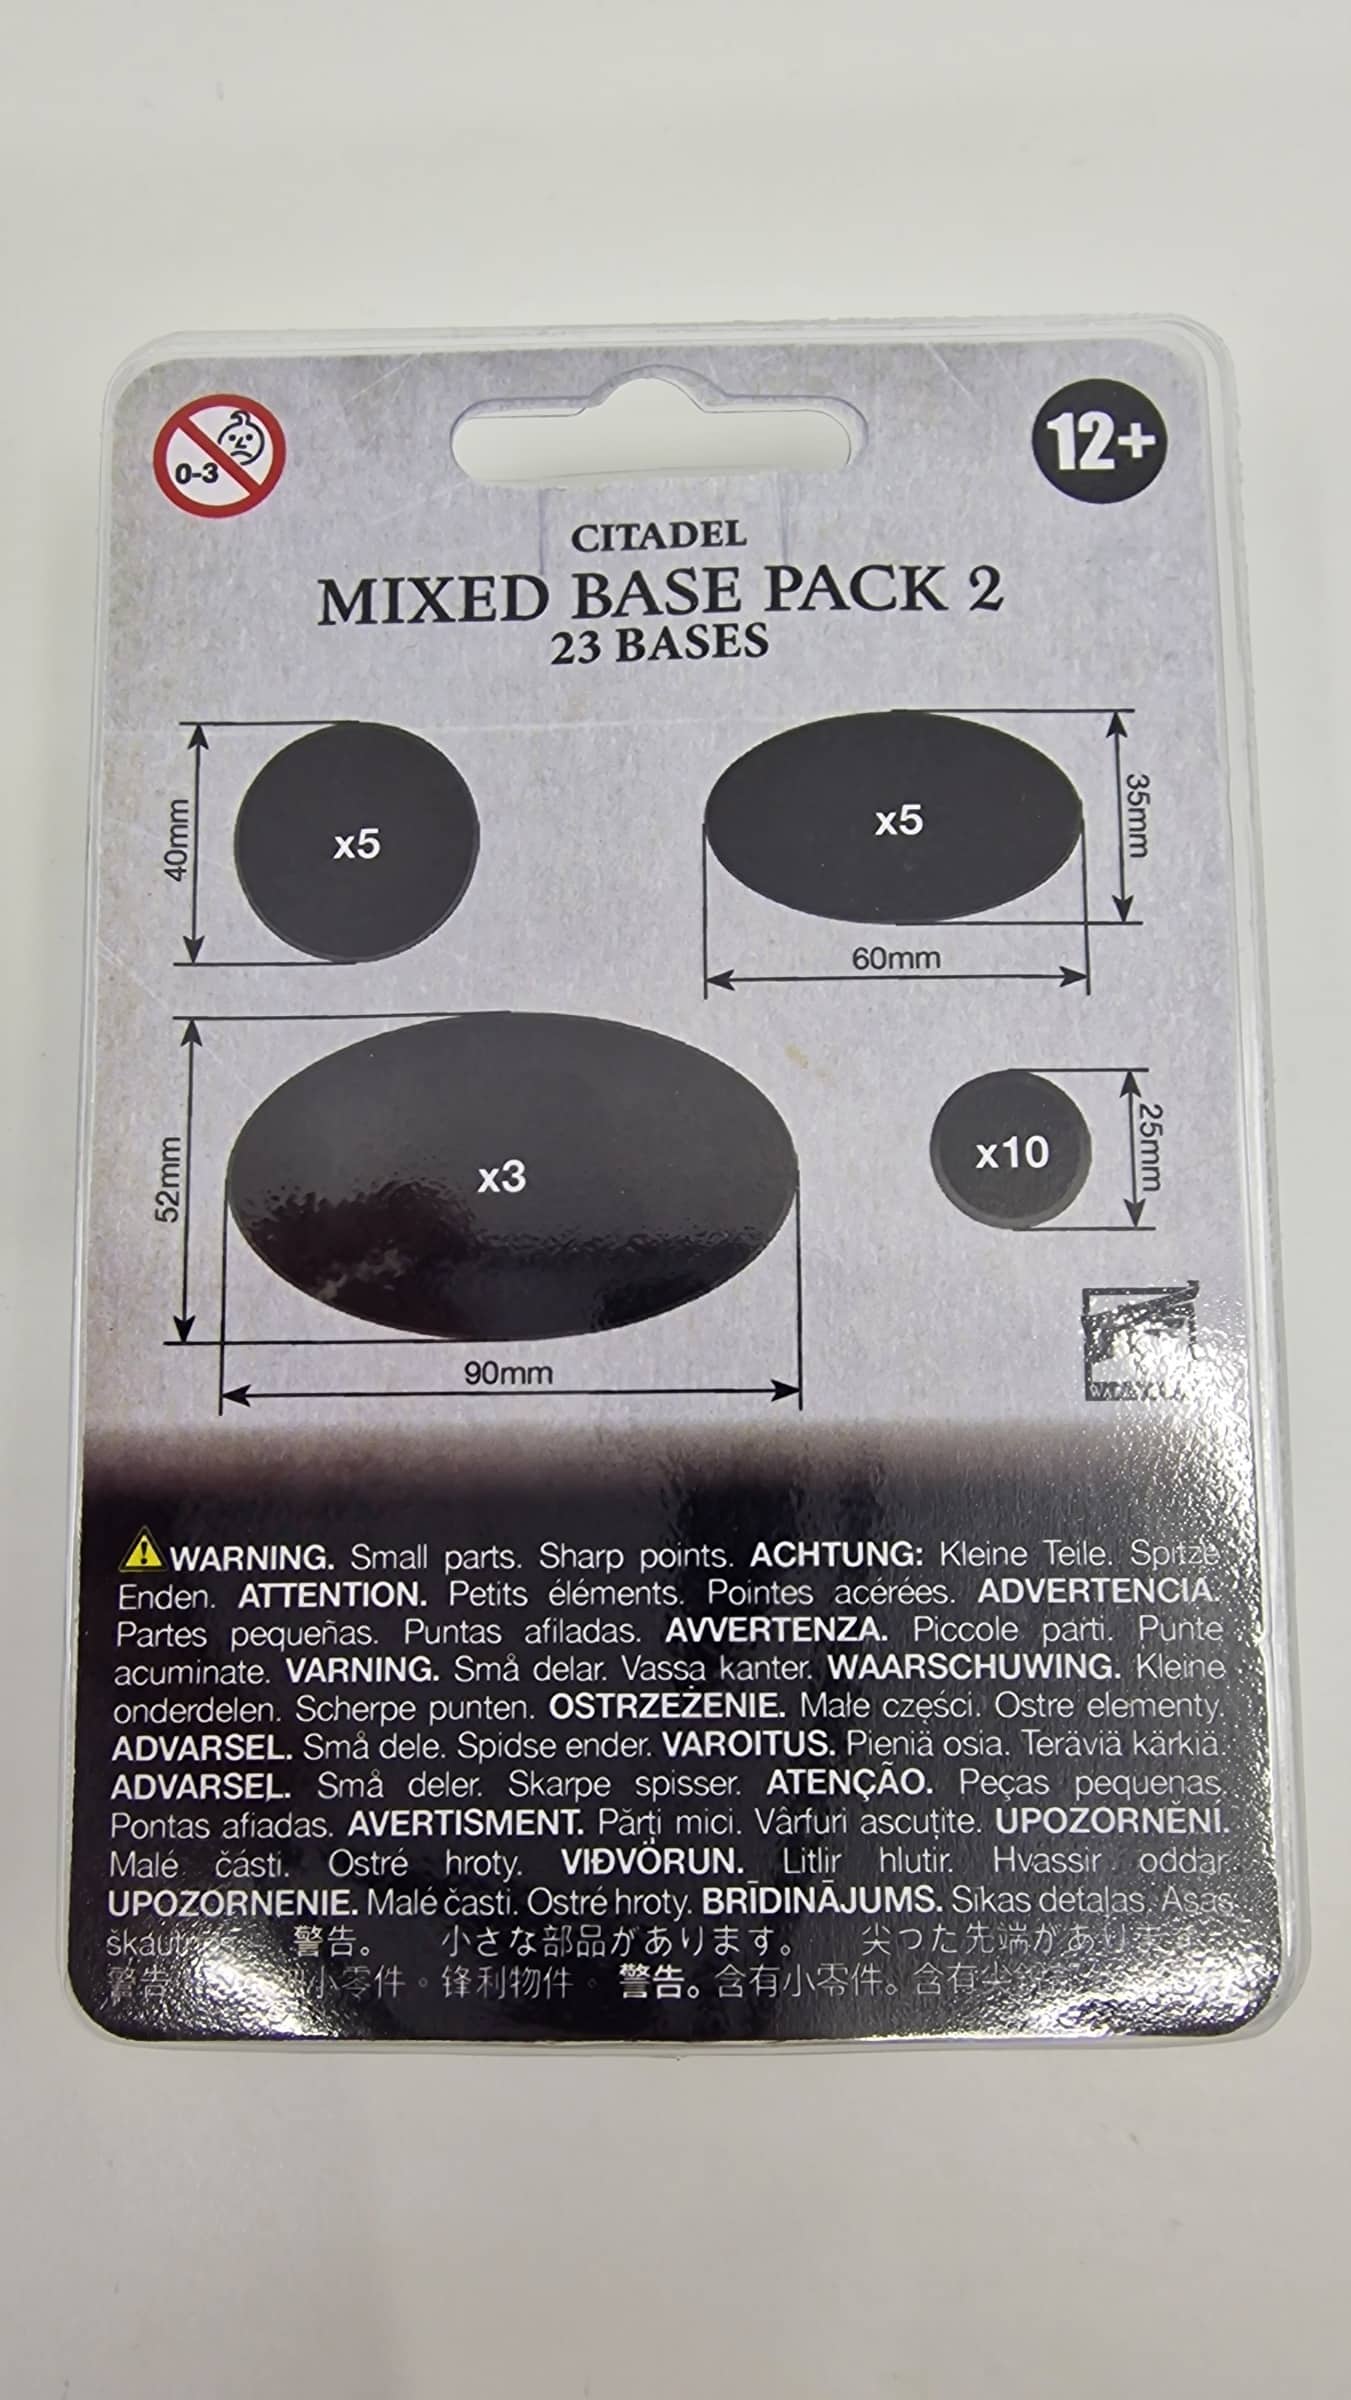 0-3
12+
CITADEL
MIXED BASE PACK 2
23 BASES
40mm
x5
x5
35mm
60mm
52mm
x3
90mm
x10
25mm
WARNING. Small parts. Sharp points. ACHTUNG: Kleine Teile. Spitze
Enden. ATTENTION. Petits éléments. Pointes acérées. ADVERTENCIA.
Partes pequeñas. Puntas afiladas. AVVERTENZA. Piccole parti. Punte
acuminate. VARNING. Små delar. Vassa kanter. WAARSCHUWING. Kleine
onderdelen. Scherpe punten. OSTRZEŻENIE. Małe części. Ostre elementy.
ADVARSEL. Små dele. Spidse ender. VAROITUS. Pieniä osia. Teräviä kärkiä.
ADVARSEL. Små deler. Skarpe spisser. ATENÇÃO. Peças pequenas.
Pontas afiadas. AVERTISMENT. Părți mici. Vârfuri ascuțite. UPOZORNĚNÍ.
Malé části. Ostré hroty. VIÐVÖRUN. Litlir hlutir. Hvassir oddar.
UPOZORNENIE. Malé časti. Ostré hroty. BRĪDINĀJUMS. Sīkas detaļas. Asas
警告。 小さな部品があります。 尖った先端があります
警告 小零件。锋利物件。警告。含有小零件。含有尖